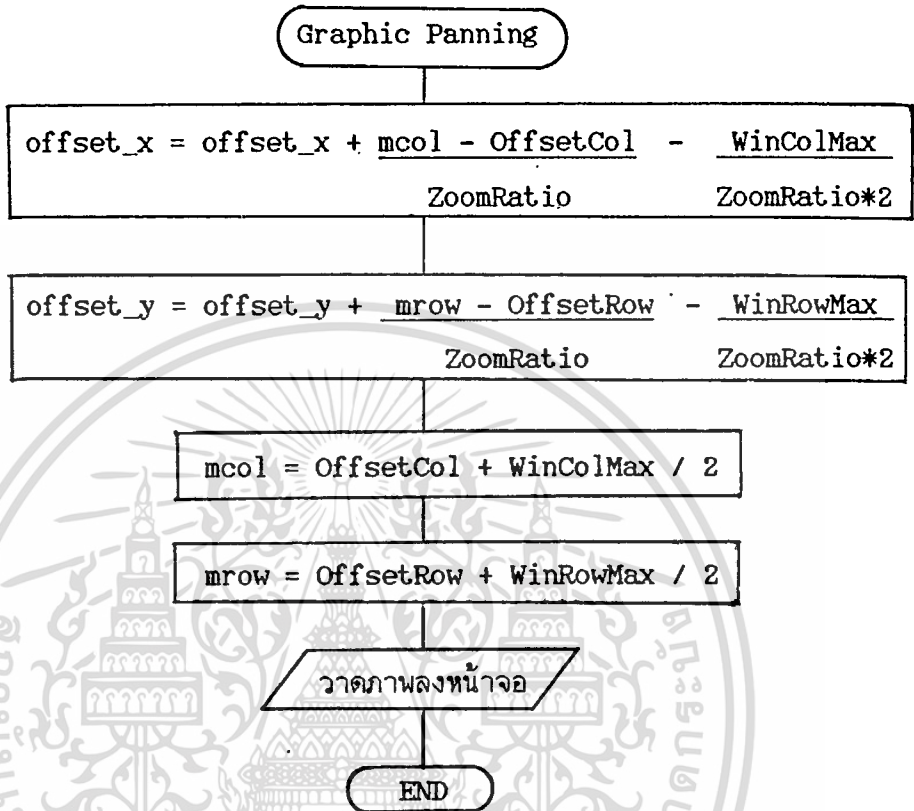 Graphic Panning
offset_x = offset_x + mcol - OffsetCol - WinColMax
ZoomRatio ZoomRatio*2
offset_y = offset_y + mrow - OffsetRow - WinRowMax
ZoomRatio ZoomRatio*2
mcol = OffsetCol + WinColMax / 2
mrow = OffsetRow + WinRowMax / 2
วาดภาพลงหน้าจอ
END